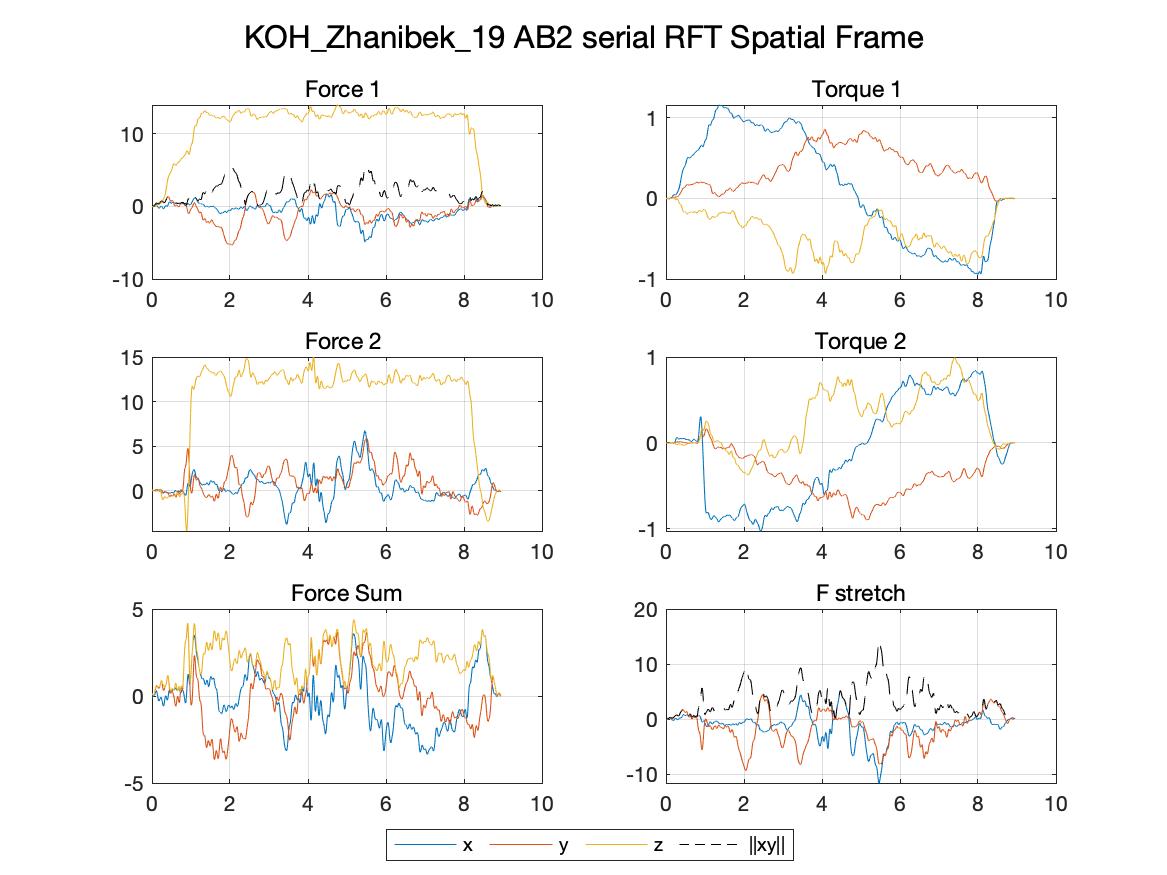 KOH_Zhanibek_19 AB2 serial RFT Spatial Frame
Force 1
10
0
-10
0 2 4 6 8 10
Torque 1
1
0
-1
0 2 4 6 8 10
Force 2
15
10
5
0
0 2 4 6 8 10
Torque 2
1
0
-1
0 2 4 6 8 10
Force Sum
5
0
-5
0 2 4 6 8 10
F stretch
20
10
0
-10
0 2 4 6 8 10
x y z ||xy||